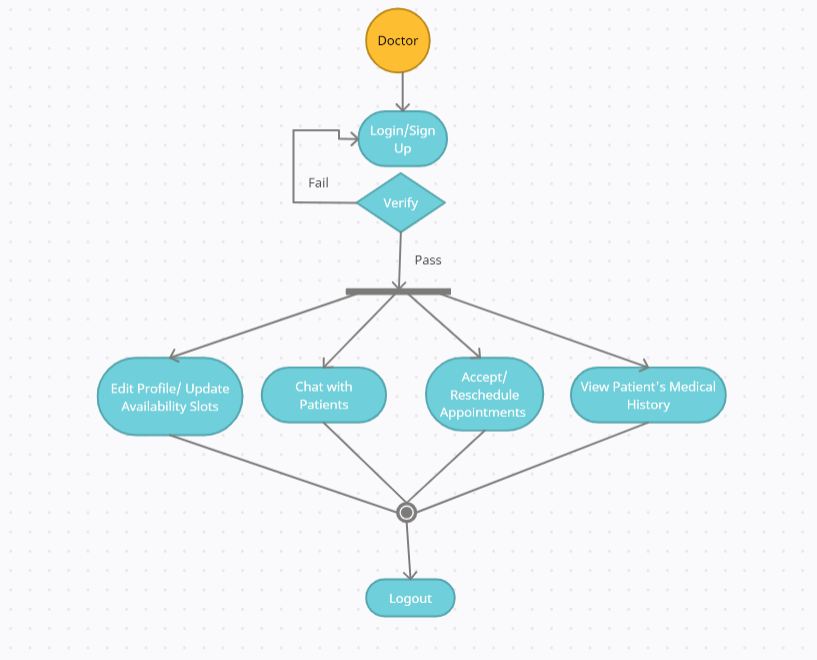 Doctor
Login/Sign
Up
Fail
Verify
Pass
Edit Profile/ Update
Availability Slots
Chat with
Patients
Accept/
Reschedule
Appointments
View Patient's Medical
History
Logout